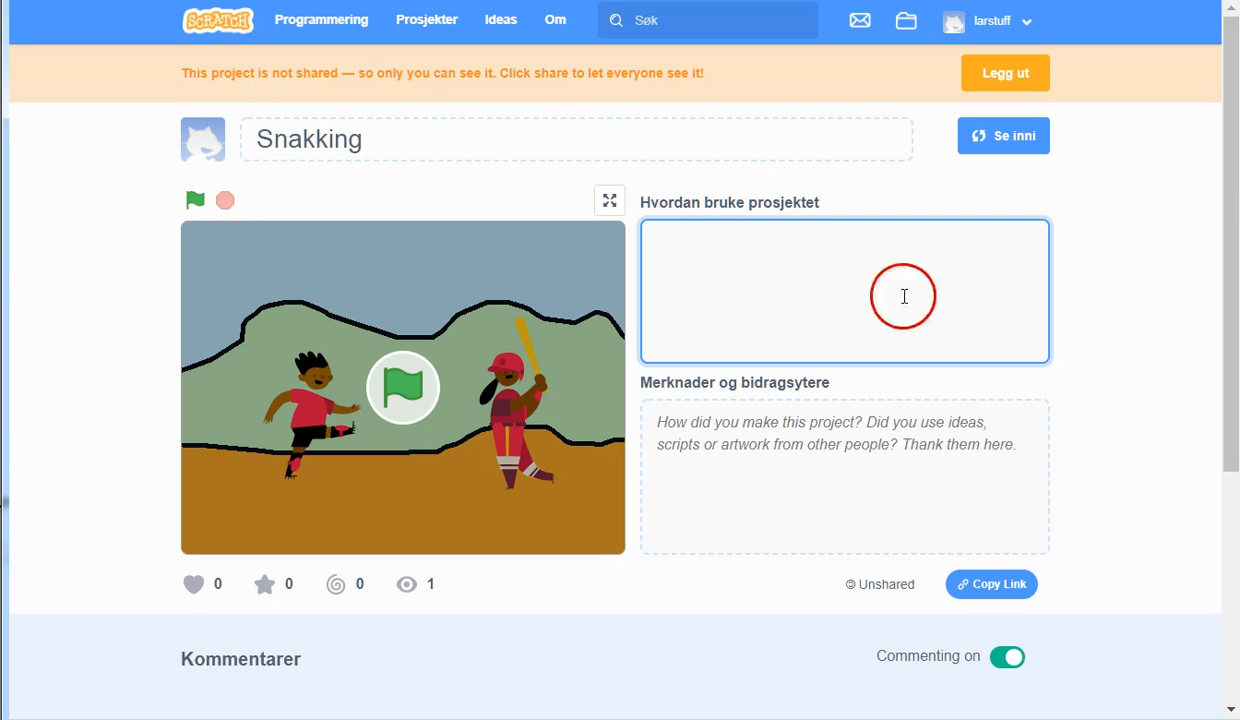 SCRATCH Programmering Prosjekter Ideas Om Søk larstuff
This project is not shared — so only you can see it. Click share to let everyone see it! Legg ut
Snakking Se inni
Hvordan bruke prosjektet
Merknader og bidragsytere
How did you make this project? Did you use ideas,
scripts or artwork from other people? Thank them here.
0 0 0 1 Unshared Copy Link
Kommentarer Commenting on